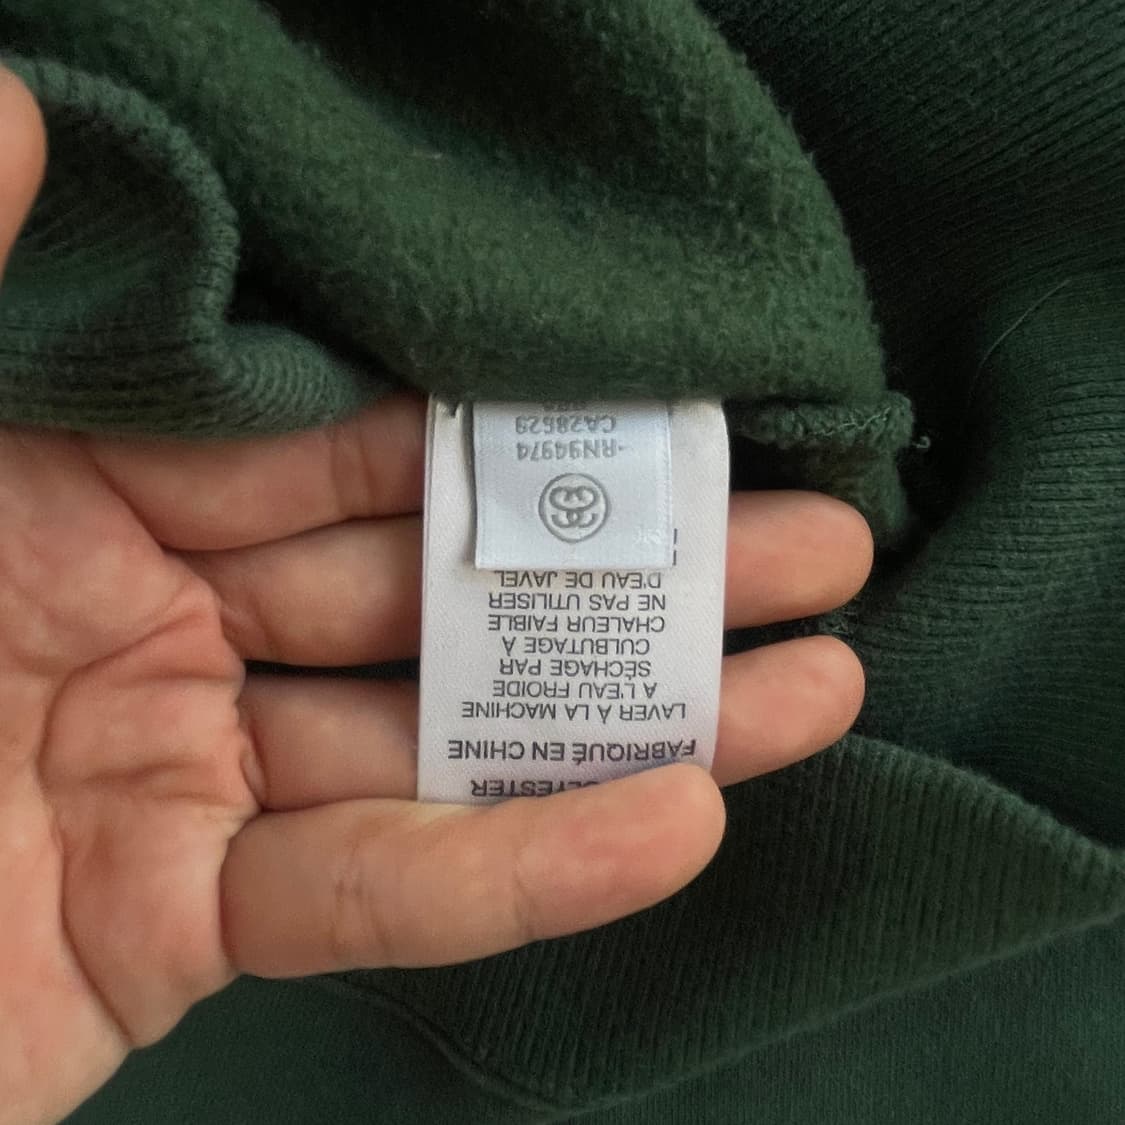 FABRIQUÉ EN CHINE
LAVER À LA MACHINE
A L'EAU FROIDE
SÉCHAGE PAR
CULBUTAGE À
CHALEUR FAIBLE
NE PAS UTILISER
D'EAU DE JAVEL
-RN94974
CA28629